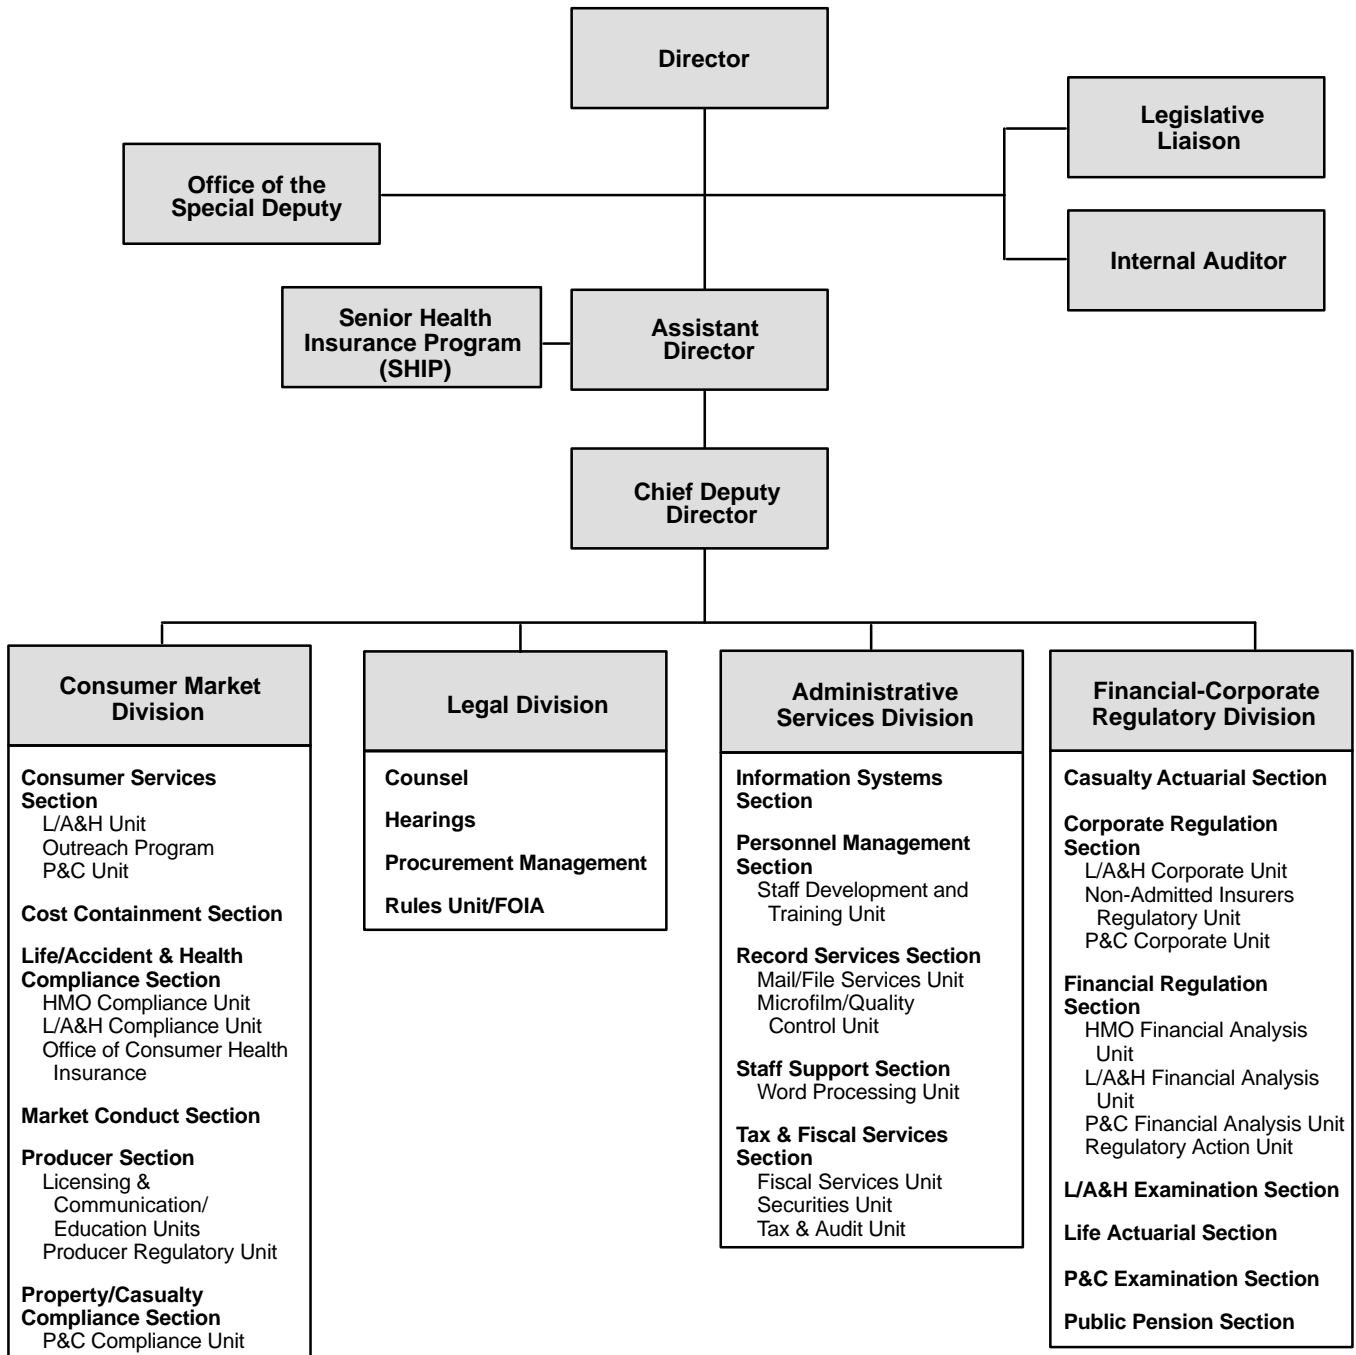 Director
Legislative
Liaison
Office of the
Special Deputy
Internal Auditor
Senior Health
Insurance Program
(SHIP)
Assistant
Director
Chief Deputy
Director
Consumer Market
Division
Consumer Services
Section
L/A&H Unit
Outreach Program
P&C Unit
Cost Containment Section
Life/Accident & Health
Compliance Section
HMO Compliance Unit
L/A&H Compliance Unit
Office of Consumer Health
Insurance
Market Conduct Section
Producer Section
Licensing &
Communication/
Education Units
Producer Regulatory Unit
Property/Casualty
Compliance Section
P&C Compliance Unit
Legal Division
Counsel
Hearings
Procurement Management
Rules Unit/FOIA
Administrative
Services Division
Information Systems
Section
Personnel Management
Section
Staff Development and
Training Unit
Record Services Section
Mail/File Services Unit
Microfilm/Quality
Control Unit
Staff Support Section
Word Processing Unit
Tax & Fiscal Services
Section
Fiscal Services Unit
Securities Unit
Tax & Audit Unit
Financial-Corporate
Regulatory Division
Casualty Actuarial Section
Corporate Regulation
Section
L/A&H Corporate Unit
Non-Admitted Insurers
Regulatory Unit
P&C Corporate Unit
Financial Regulation
Section
HMO Financial Analysis
Unit
L/A&H Financial Analysis
Unit
P&C Financial Analysis Unit
Regulatory Action Unit
L/A&H Examination Section
Life Actuarial Section
P&C Examination Section
Public Pension Section